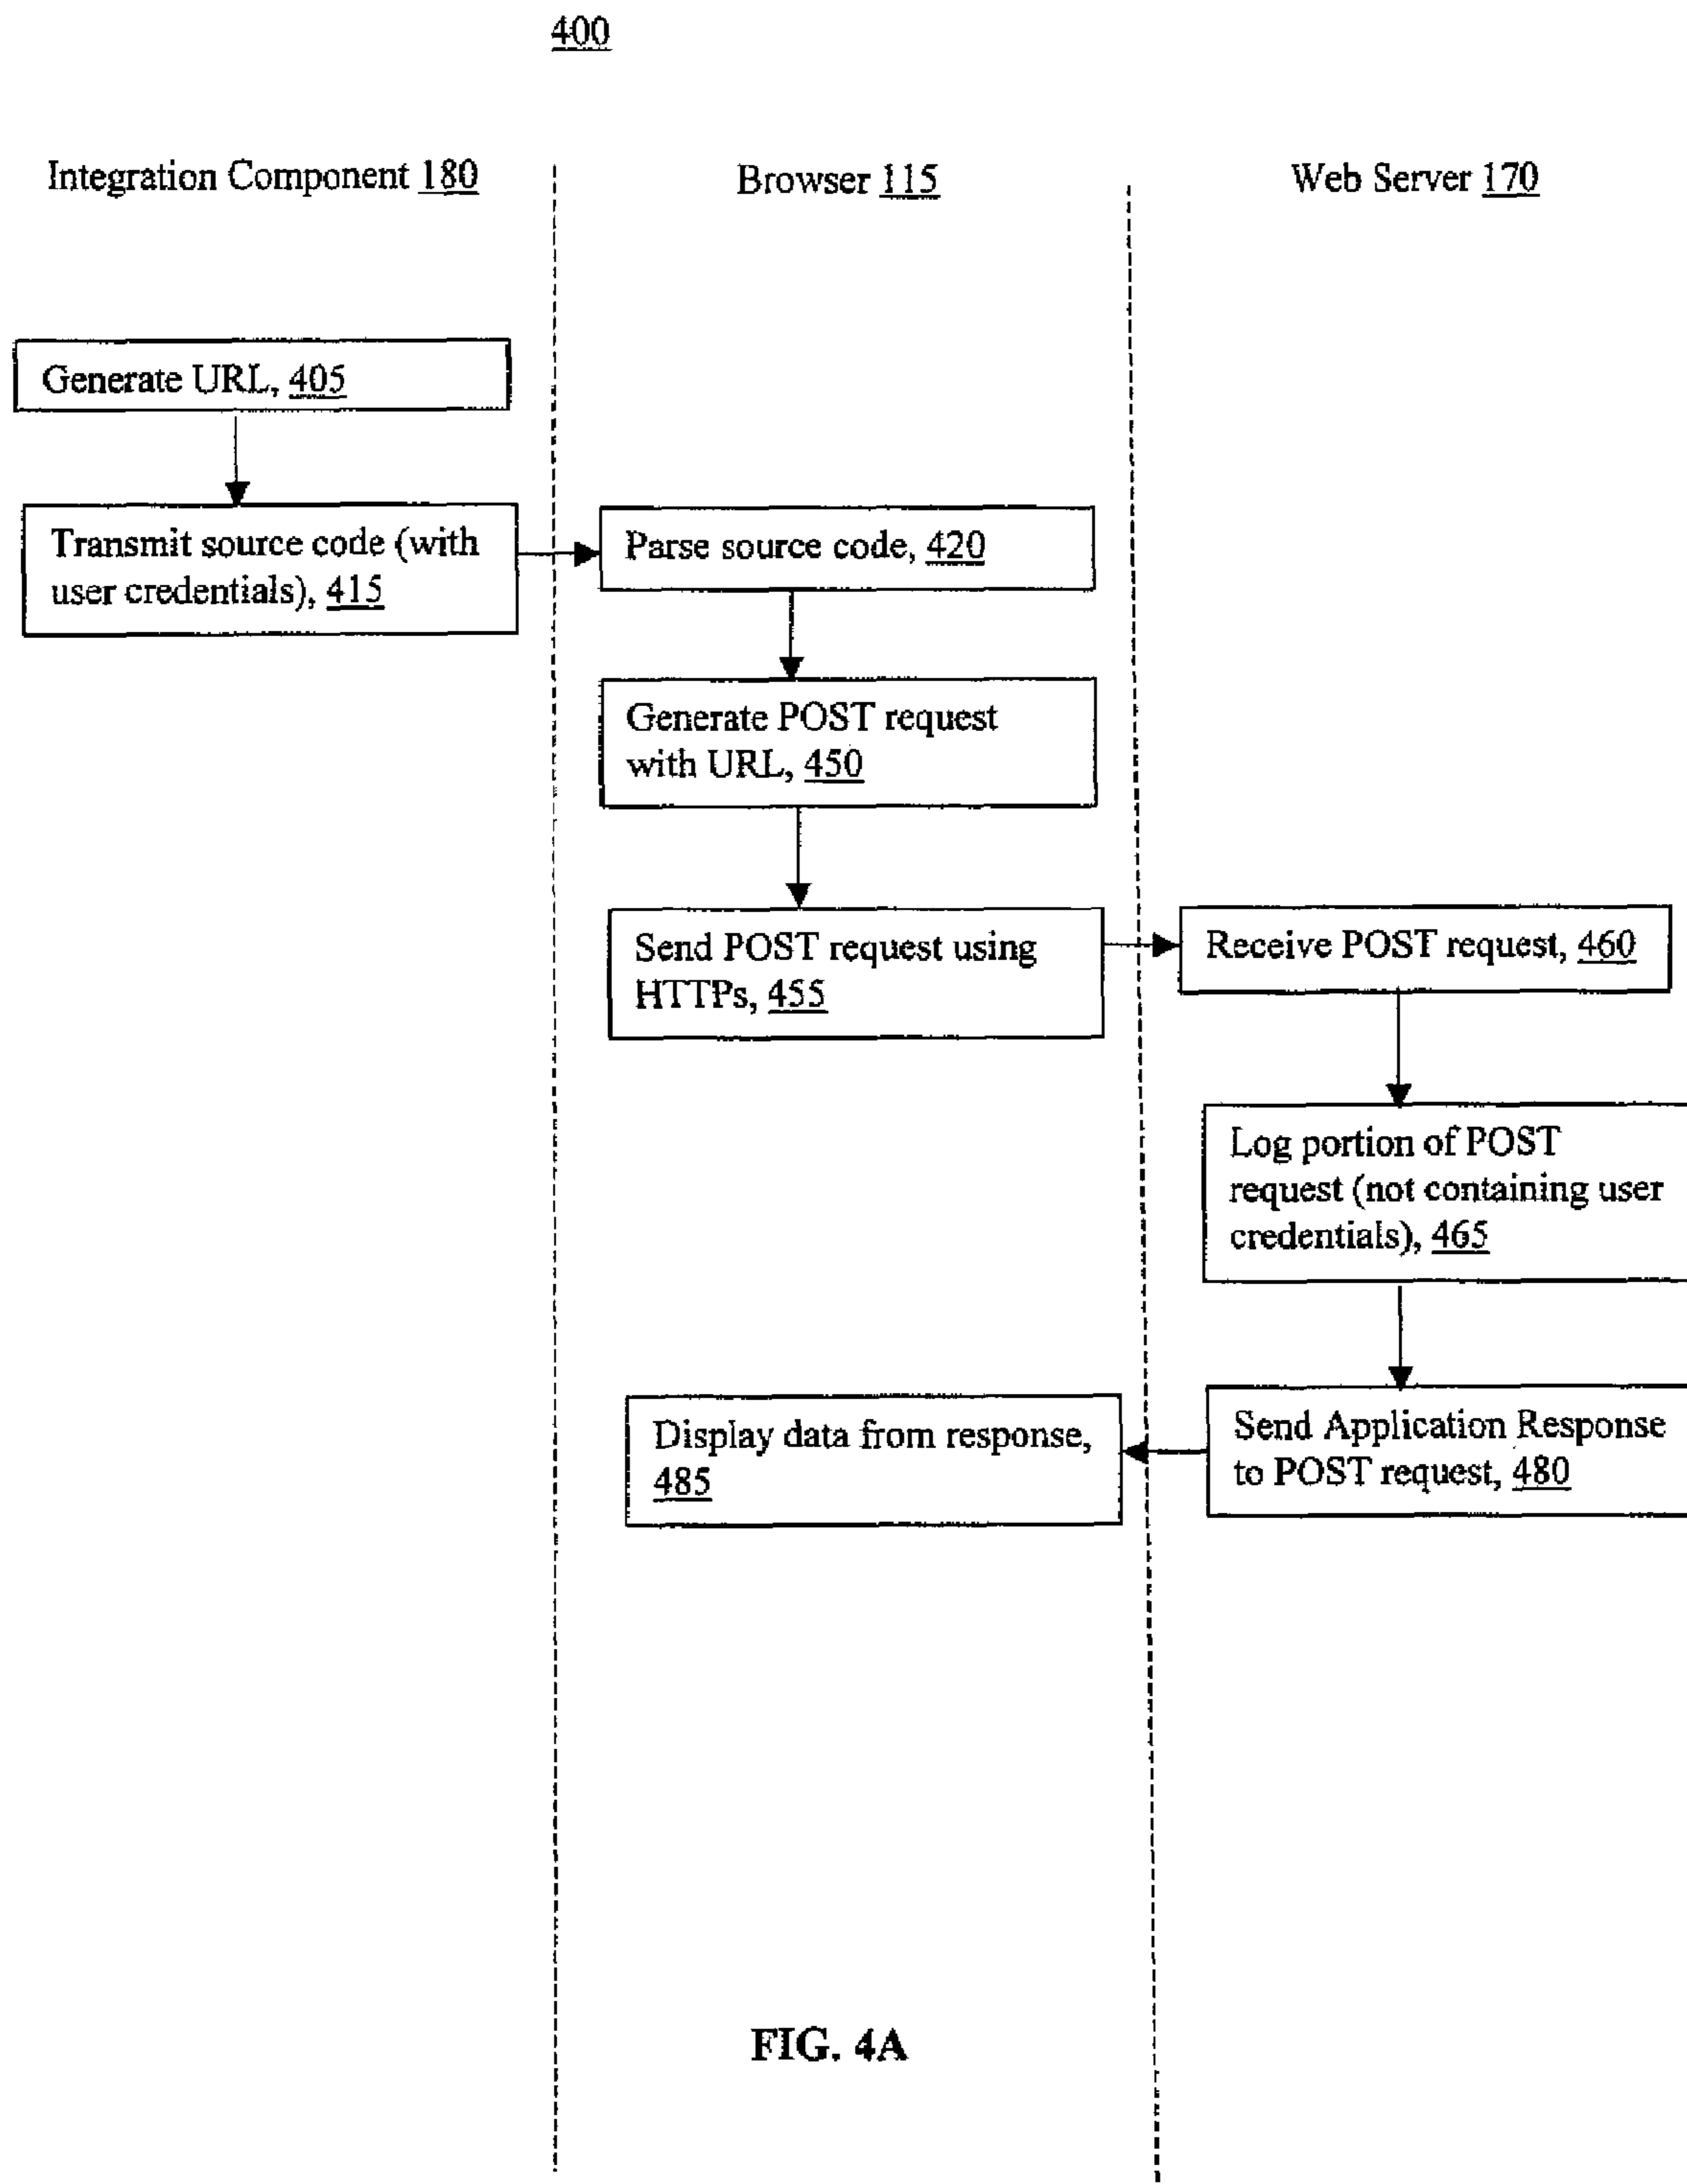 400
Integration Component 180
Browser 115
Web Server 170
Generate URL, 405
Transmit source code (with
user credentials), 415
Parse source code, 420
Generate POST request
with URL, 450
Send POST request using
HTTPs, 455
Receive POST request, 460
Log portion of POST
request (not containing user
credentials), 465
Send Application Response
to POST request, 480
Display data from response,
485
FIG. 4A